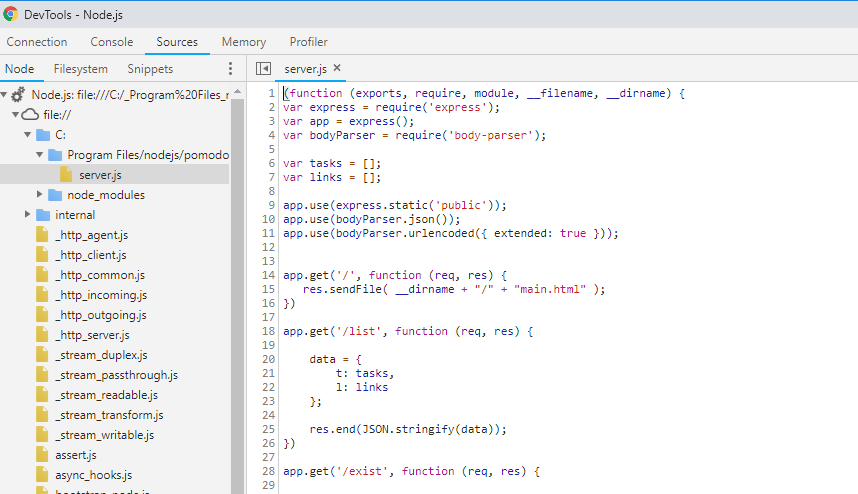 DevTools - Node.js
Connection Console Sources Memory Profiler
Node Filesystem Snippets
server.js ×
Node.js: file:///C:/_Program%20Files_r
file://
C:
Program Files/nodejs/pomodo
server.js
node_modules
internal
_http_agent.js
_http_client.js
_http_common.js
_http_incoming.js
_http_outgoing.js
_http_server.js
_stream_duplex.js
_stream_passthrough.js
_stream_readable.js
_stream_transform.js
_stream_writable.js
assert.js
async_hooks.js
bootstrap_node.js
1 (function (exports, require, module, __filename, __dirname) {
2 var express = require('express');
3 var app = express();
4 var bodyParser = require('body-parser');
5
6 var tasks = [];
7 var links = [];
8
9 app.use(express.static('public'));
10 app.use(bodyParser.json());
11 app.use(bodyParser.urlencoded({ extended: true }));
12
13
14 app.get('/', function (req, res) {
15 res.sendFile( __dirname + "/" + "main.html" );
16 })
17
18 app.get('/list', function (req, res) {
19
20 data = {
21 t: tasks,
22 l: links
23 };
24
25 res.end(JSON.stringify(data));
26 })
27
28 app.get('/exist', function (req, res) {
29